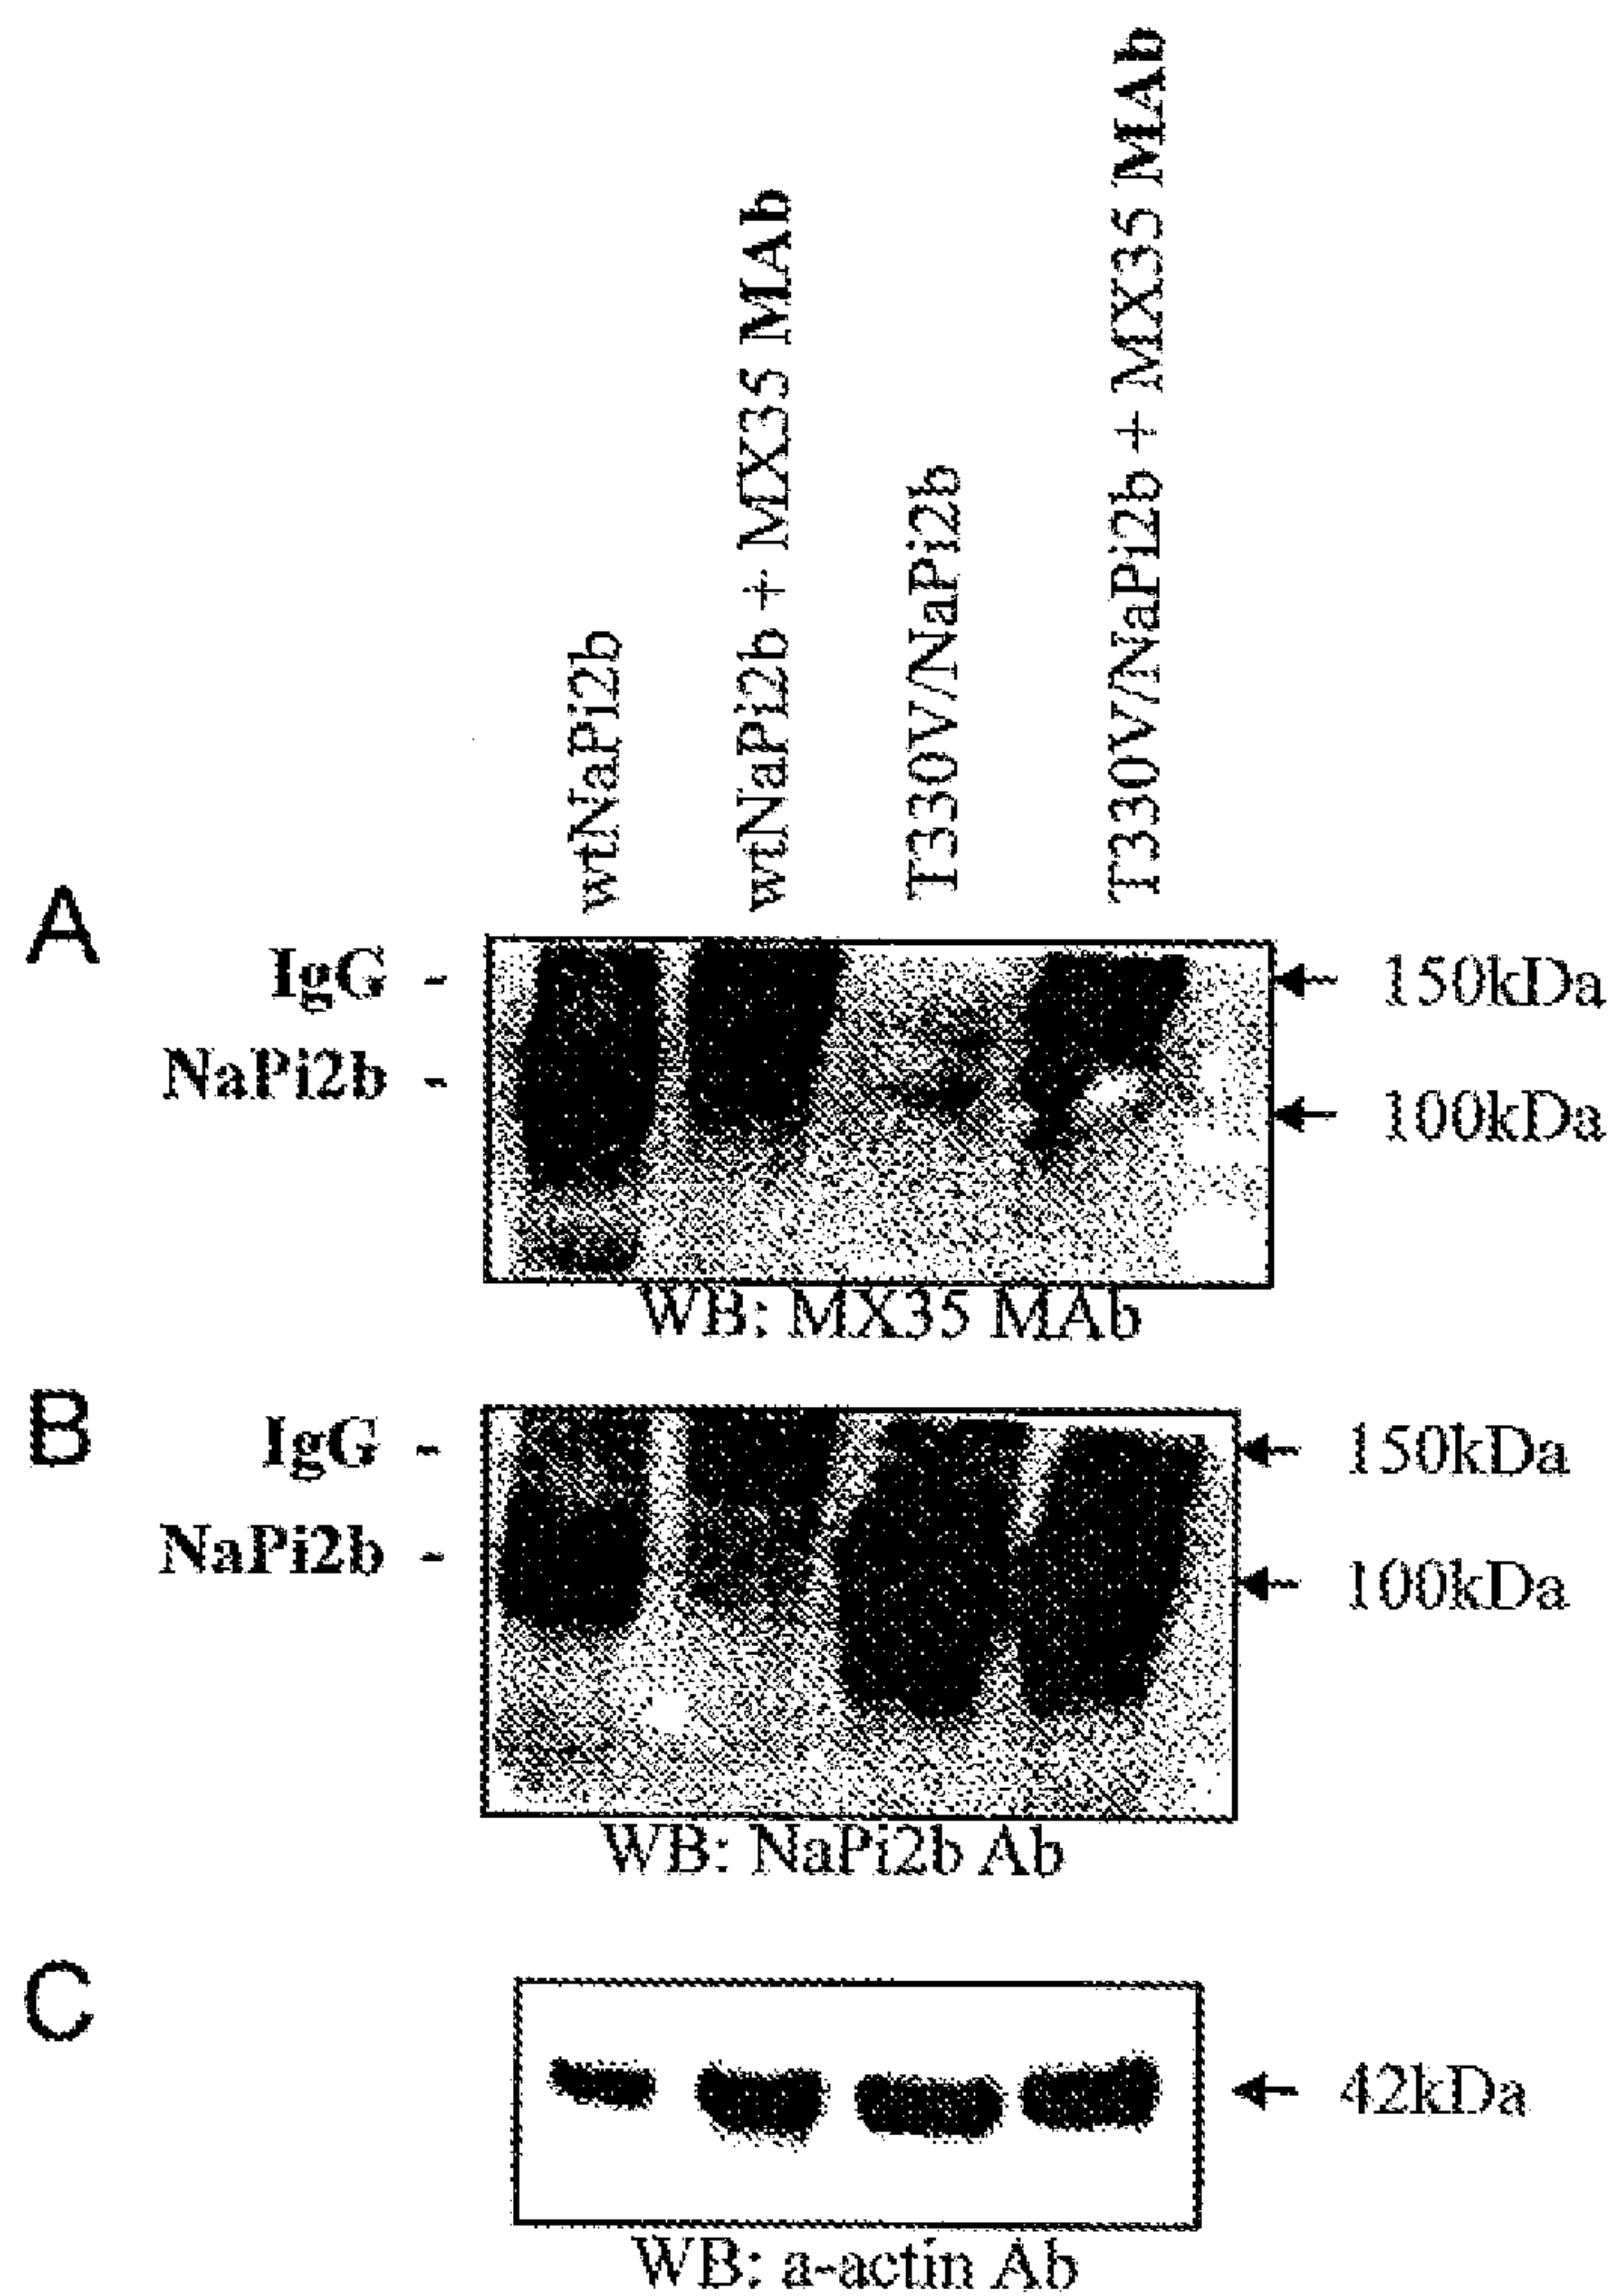 wtNaPi2b
wtNaPi2b + MX35 MAb
T330V/NaPi2b
T330V/NaPi2b + MX35 MAb
A
IgG -
150kDa
NaPi2b -
100kDa
WB: MX35 MAb
B
IgG -
150kDa
NaPi2b -
100kDa
WB: NaPi2b Ab
C
42kDa
WB: a-actin Ab